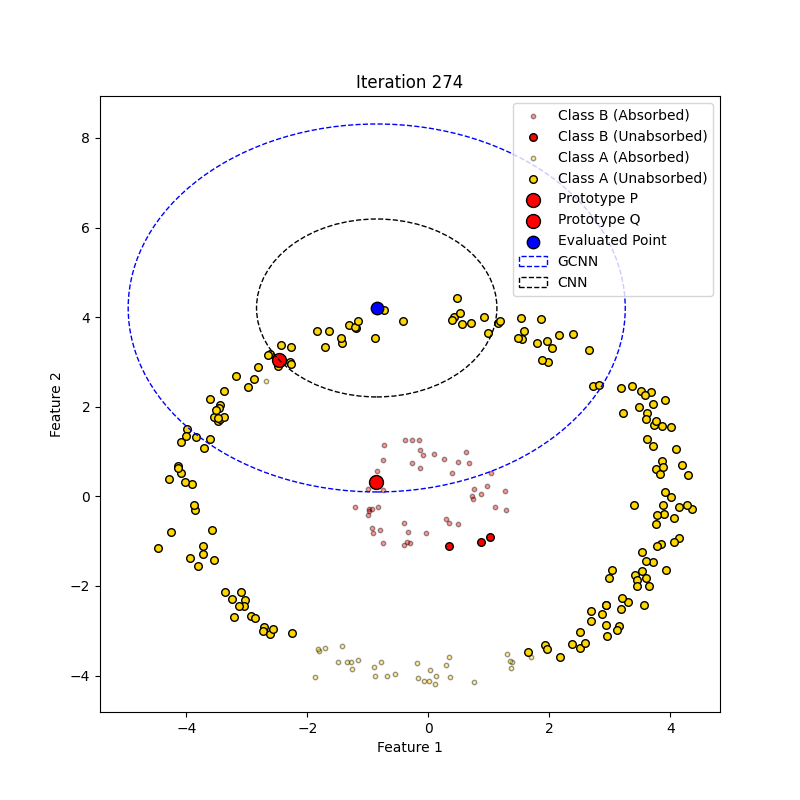 Iteration 274
Class B (Absorbed)
Class B (Unabsorbed)
Class A (Absorbed)
Class A (Unabsorbed)
Prototype P
Prototype Q
Evaluated Point
GCNN
CNN
8
6
4
2
0
−2
−4
Feature 2
−4
−2
0
2
4
Feature 1